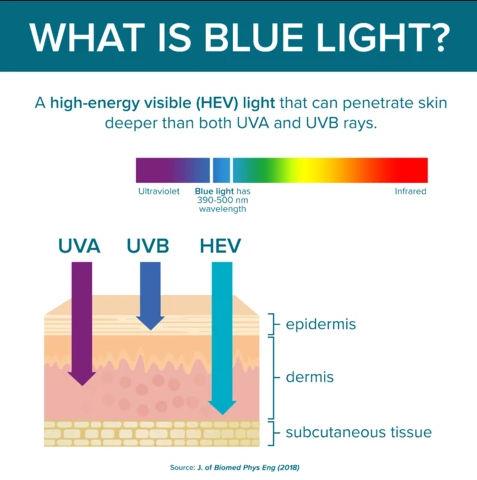 WHAT IS BLUE LIGHT?
A high-energy visible (HEV) light that can penetrate skin
deeper than both UVA and UVB rays.
Ultraviolet
Blue light has
390-500 nm
wavelength
Infrared
UVA UVB HEV
epidermis
dermis
subcutaneous tissue
Source: J. of Biomed Phys Eng (2018)